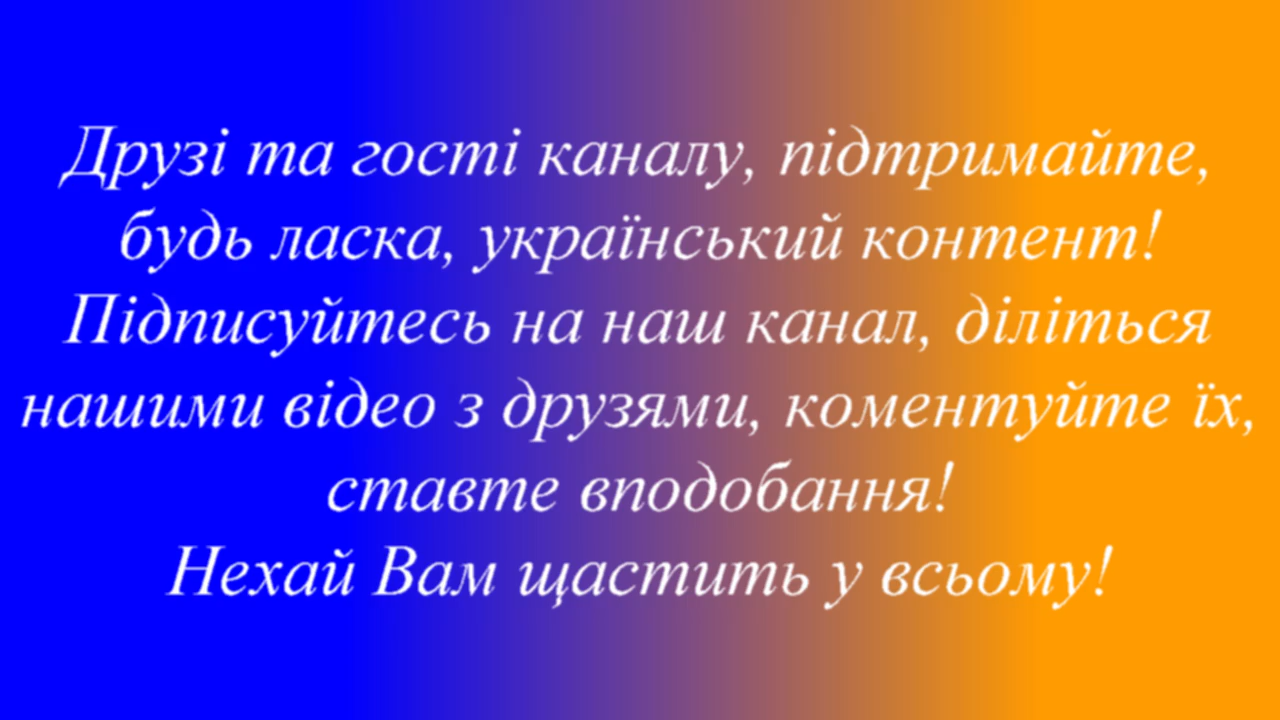 Друзі та гості каналу, підтримайте,
будь ласка, український контент!
Підписуйтесь на наш канал, діліться
нашими відео з друзями, коментуйте їх,
ставте вподобання!
Нехай Вам щастить у всьому!